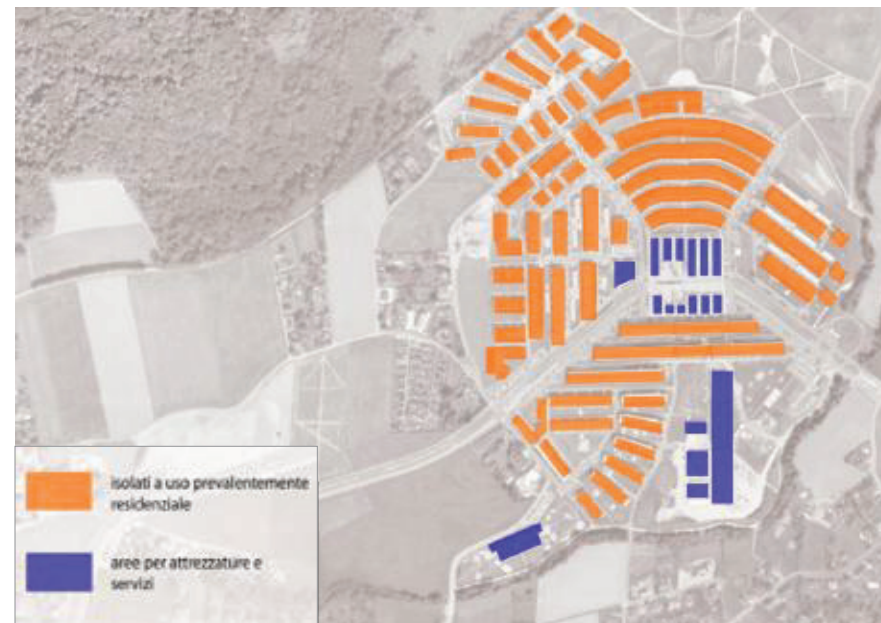 isolati a uso prevalentemente
residenziale
aree per attrezzature e
servizi